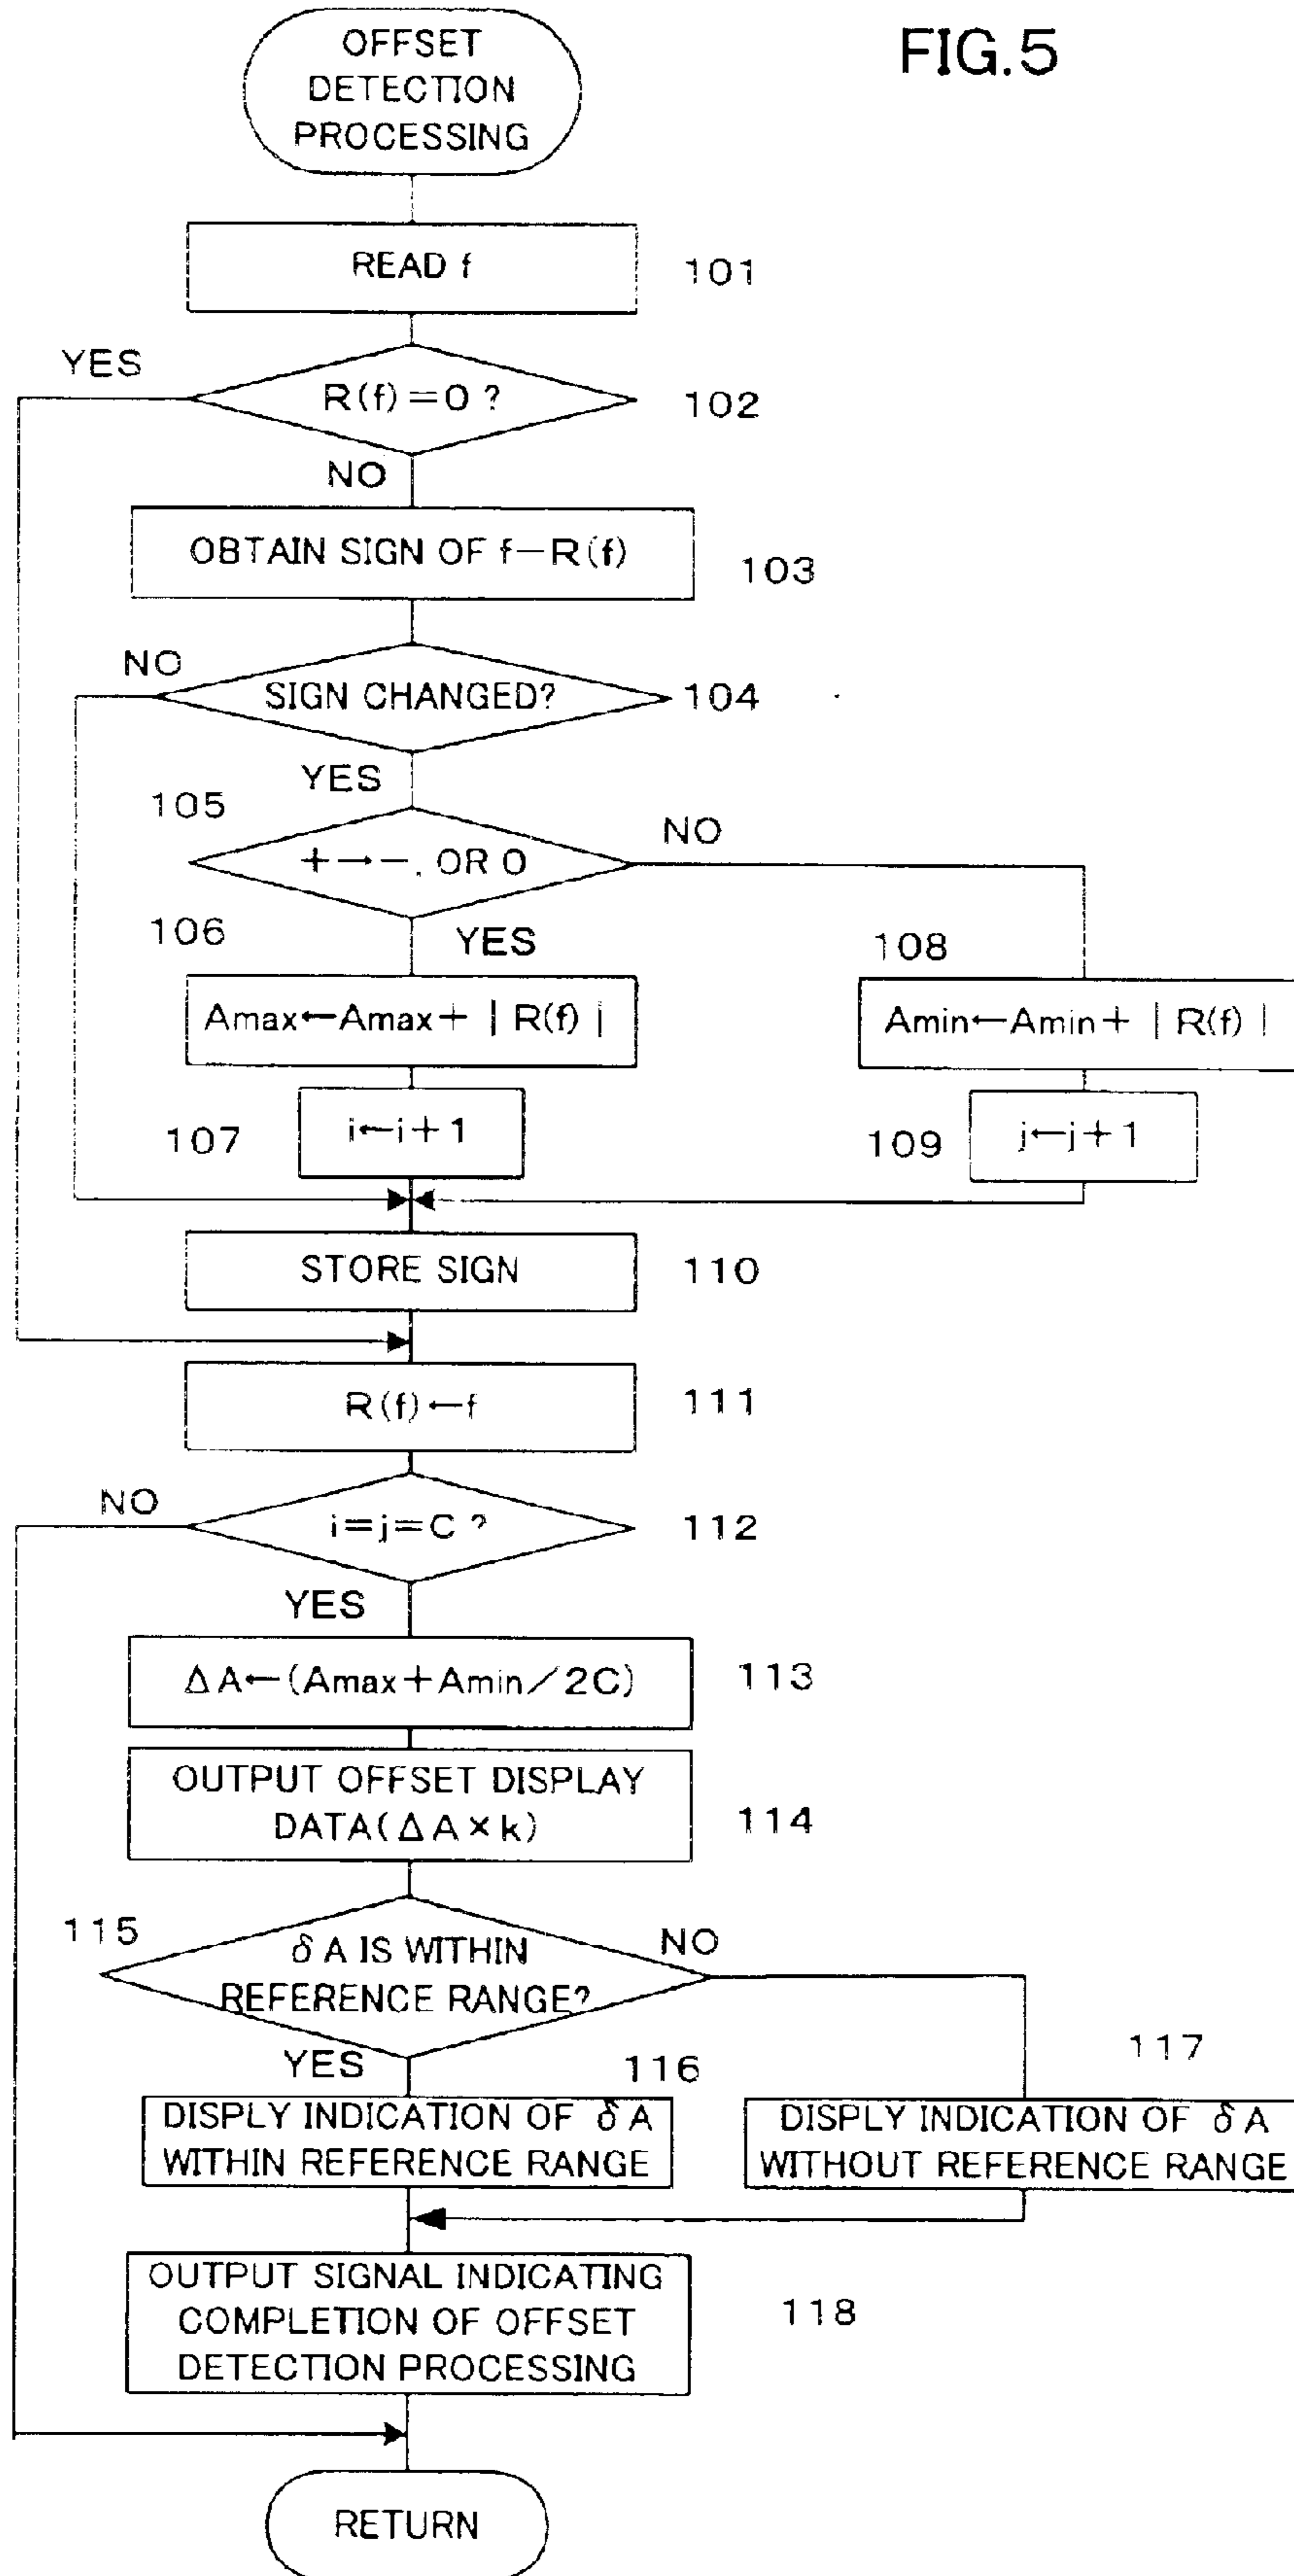 FIG.5
OFFSET
DETECTION
PROCESSING
READ f
101
YES
R(f)=0?
102
NO
OBTAIN SIGN OF f-R(f)
103
NO
SIGN CHANGED?
104
YES
105
+→-, OR 0
NO
106
YES
108
Amax←Amax+|R(f)|
Amin←Amin+|R(f)|
107
i←i+1
109
j←j+1
STORE SIGN
110
R(f)←f
111
NO
i=j=C?
112
YES
ΔA←(Amax+Amin/2C)
113
OUTPUT OFFSET DISPLAY
DATA(ΔA×k)
114
115
δA IS WITHIN
REFERENCE RANGE?
NO
YES
116
117
DISPLY INDICATION OF δA
WITHIN REFERENCE RANGE
DISPLY INDICATION OF δA
WITHOUT REFERENCE RANGE
OUTPUT SIGNAL INDICATING
COMPLETION OF OFFSET
DETECTION PROCESSING
118
RETURN